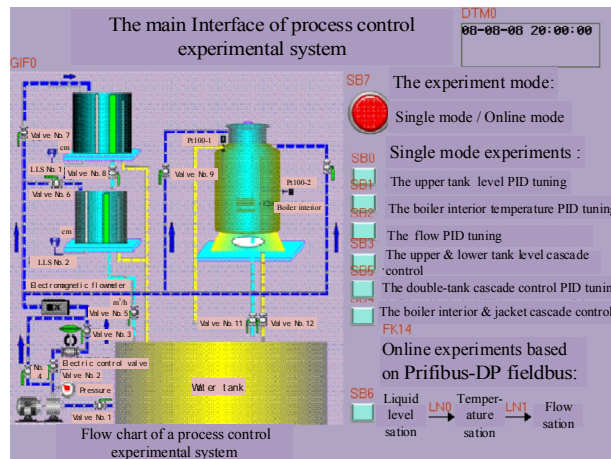 The main Interface of process control
experimental system
DTM0
08-08-08 20:00:00
GIF0
Valve No. 7
cm
LLS No. 1
Valve No. 8
Valve No. 6
cm
LLS No. 2
Electromagnetic flowmeter
m³/h
Valve No. 5
Valve No. 3
No.
4
Electric control valve
Valve No. 2
Pressure
Valve No. 1
Pt100-1
Valve No. 9
Pt100-2
Boiler interior
Valve No. 11
Valve No. 12
Water tank
Flow chart of a process control
experimental system
SB7
The experiment mode:
Single mode / Online mode
Single mode experiments :
SB0
SB1
The upper tank level PID tuning
SB2
The boiler interior temperature PID tuning
The flow PID tuning
SB3
The upper & lower tank level cascade
control
SB5
The double-tank cascade control PID tuning
The boiler interior & jacket cascade control
FK14
Online experiments based
on Prifibus-DP fieldbus:
SB6
Liquid
level
sation
LN0
Temper-
ature
sation
LN1
Flow
sation